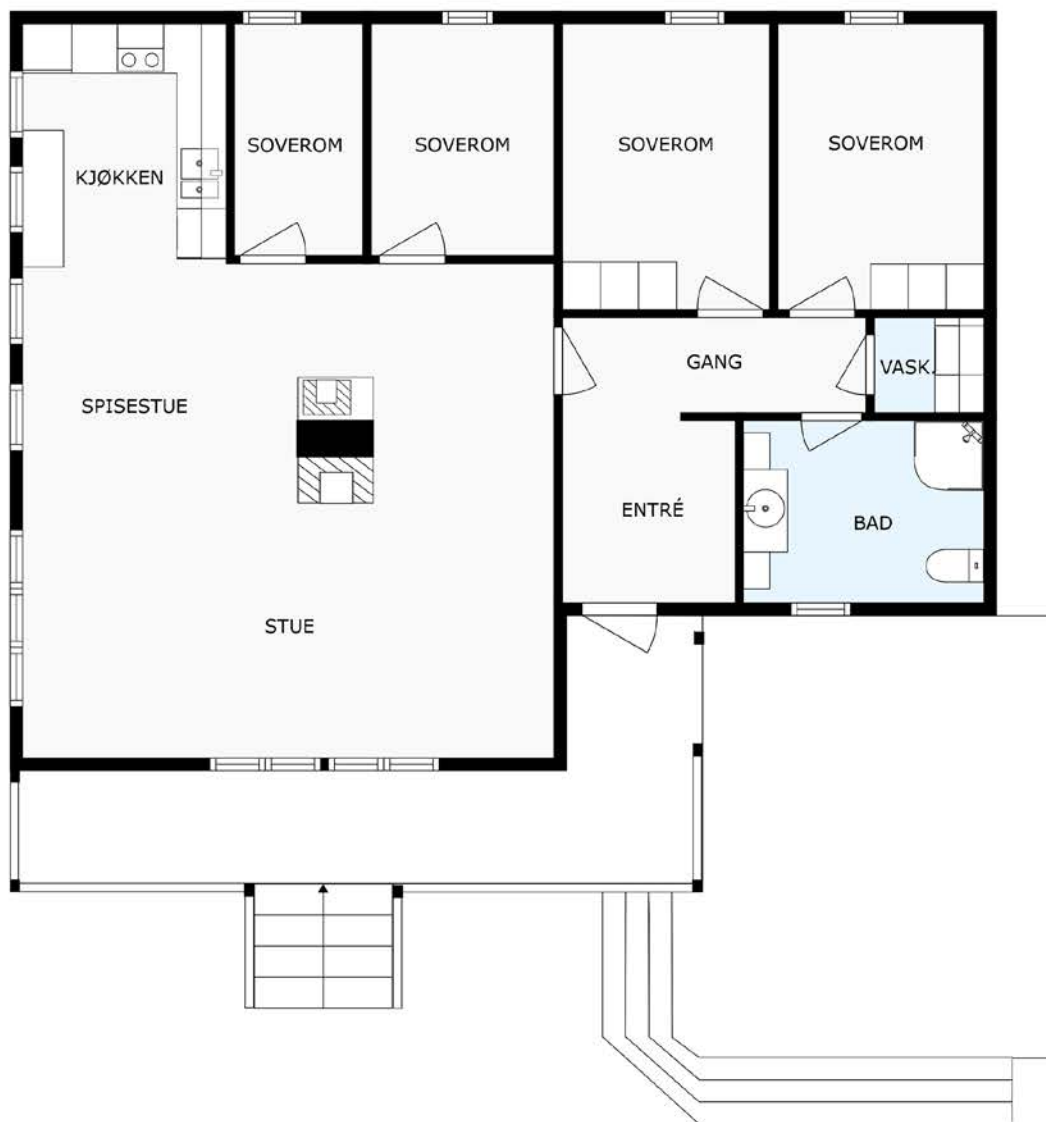 SOVEROM
SOVEROM
SOVEROM
SOVEROM
KJØKKEN
GANG
VASK.
SPISESTUE
ENTRÉ
BAD
STUE